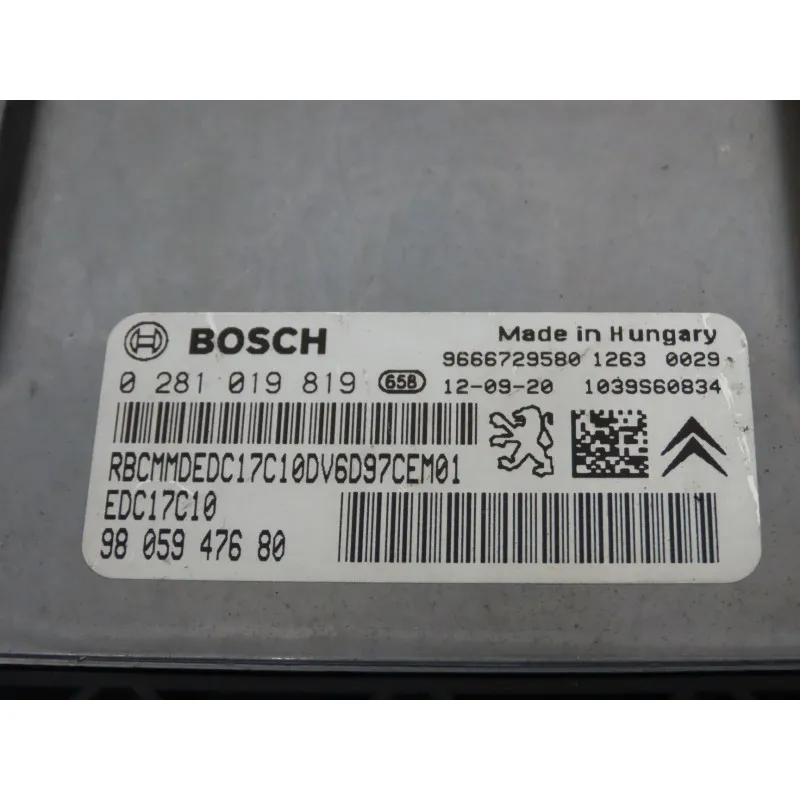 BOSCH
Made in Hungary
9666729580 1263 0029
0 281 019 819 658 12-09-20 1039S60834
RBCMMDEDC17C10DV6D97CEM01
EDC17C10
98 059 476 80